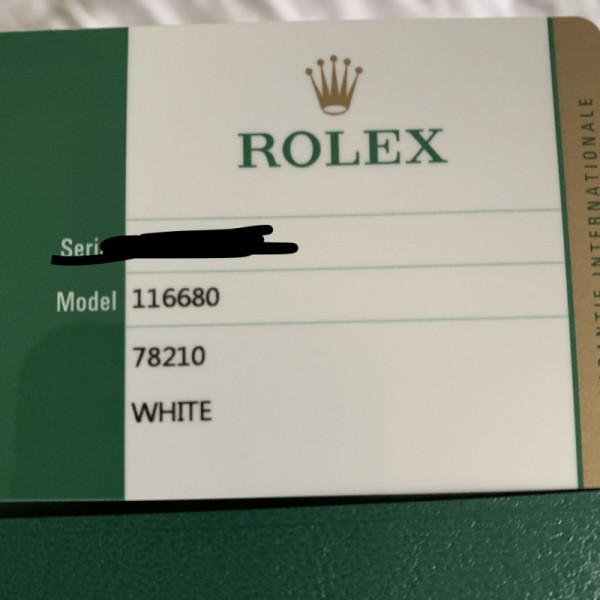 ROLEX
Seri
Model 116680
78210
WHITE
GARANTIE INTERNATIONALE